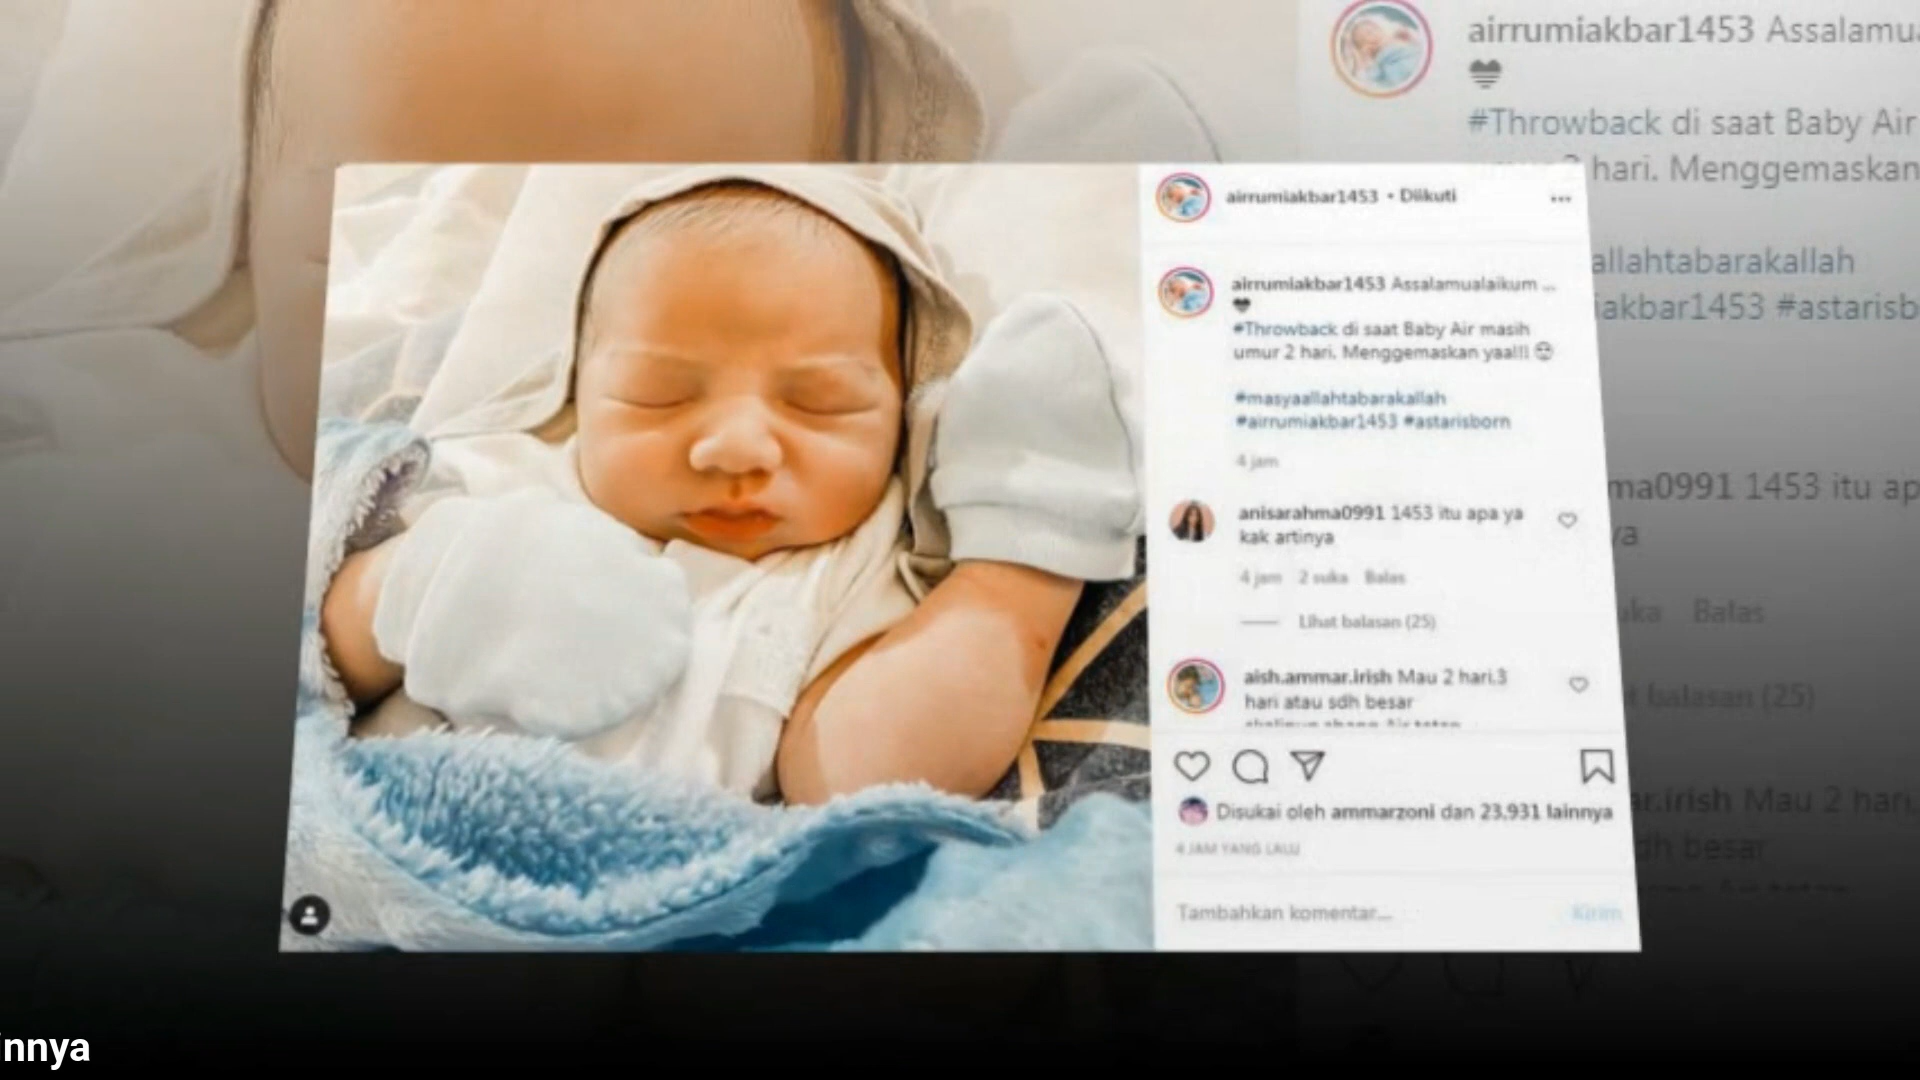 airrumiakbar1453
#Throwback di saat Baby Air
hari. Menggemaskan
allahtabarakallah
iakbar1453 #astarisb
ma0991 1453 itu ap
ya
uka Balas
t balasan (25)
ar.irish Mau 2 hari.
dh besar
airrumiakbar1453 • Diikuti
airrumiakbar1453 Assalamualaikum ...
🖤
#Throwback di saat Baby Air masih
umur 2 hari. Menggemaskan yaa!!!
#masyaallahtabarakallah
#airrumiakbar1453 #astarisborn
4 jam
anisarahma0991 1453 itu apa ya
kak artinya
4 jam 2 suka Balas
Lihat balasan (25)
aish.ammar.irish Mau 2 hari.3
hari atau sdh besar
Disukai oleh ammarzoni dan 23.931 lainnya
4 JAM YANG LALU
Tambahkan komentar...
Kirim
innya